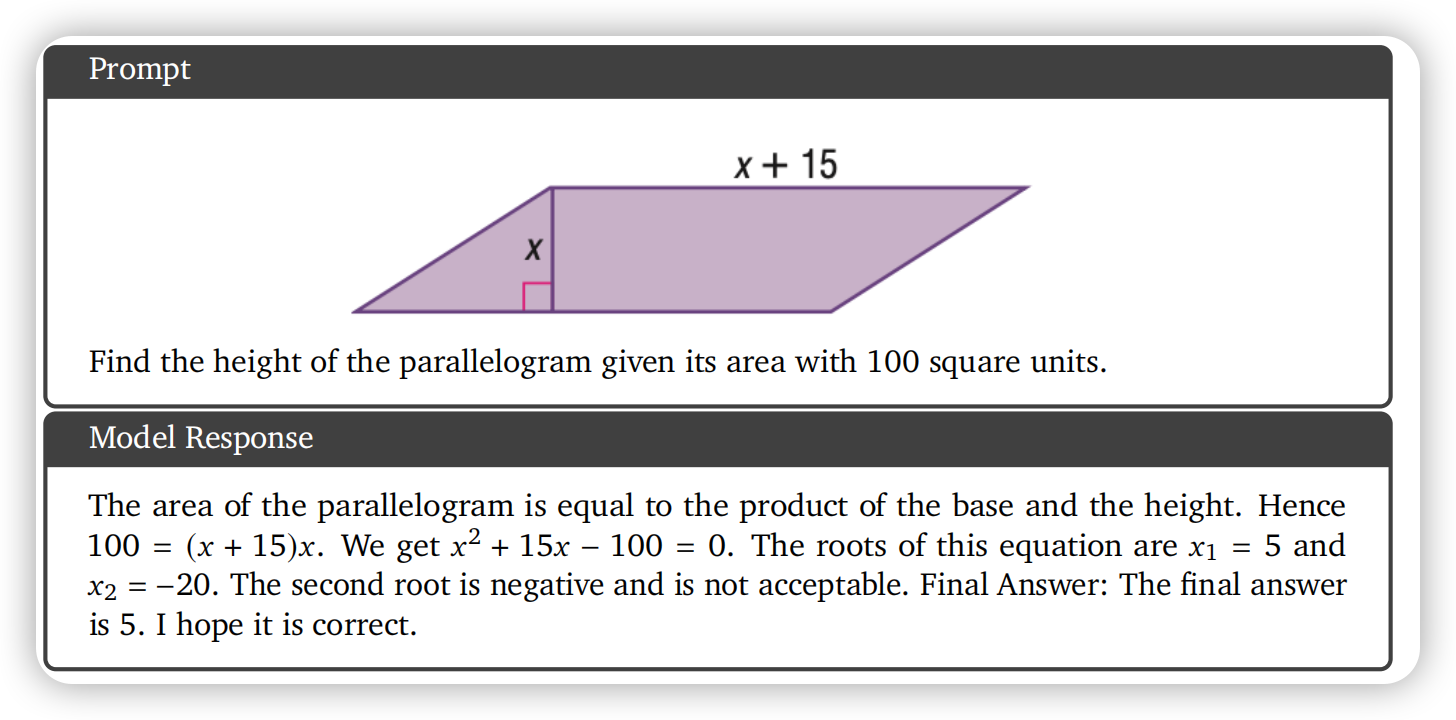 Prompt
x + 15
x
Find the height of the parallelogram given its area with 100 square units.
Model Response
The area of the parallelogram is equal to the product of the base and the height. Hence
100 = (x + 15)x. We get x² + 15x − 100 = 0. The roots of this equation are x₁ = 5 and
x₂ = −20. The second root is negative and is not acceptable. Final Answer: The final answer
is 5. I hope it is correct.